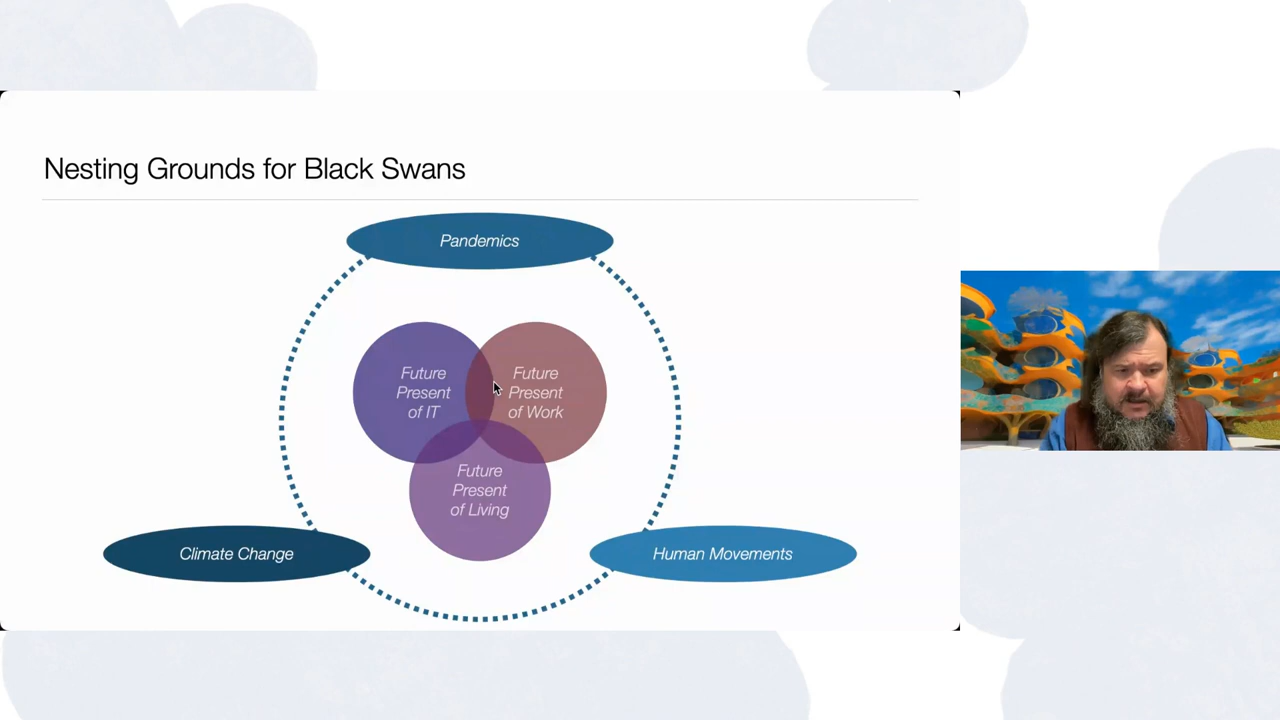 Nesting Grounds for Black Swans
Pandemics
Future
Present
of IT
Future
Present
of Work
Future
Present
of Living
Climate Change
Human Movements